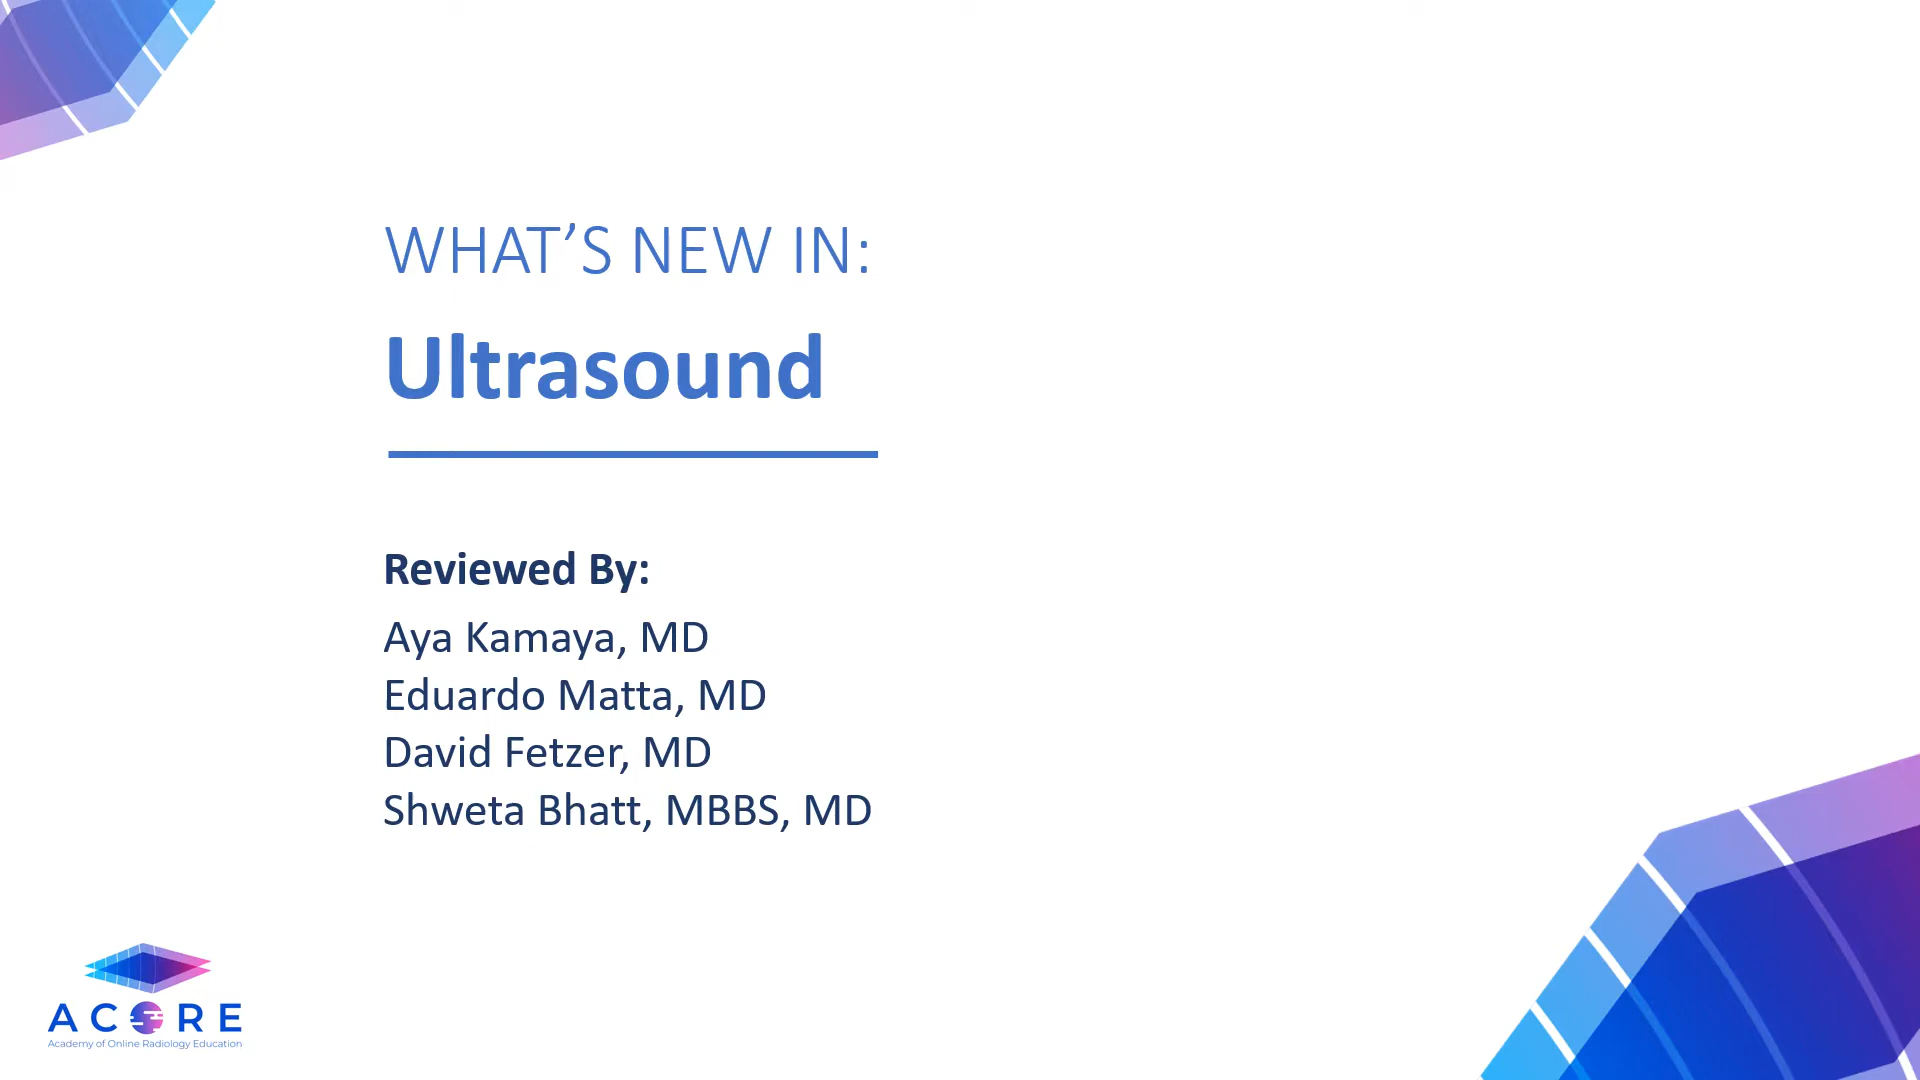 WHAT’S NEW IN:
Ultrasound
Reviewed By:
Aya Kamaya, MD
Eduardo Matta, MD
David Fetzer, MD
Shweta Bhatt, MBBS, MD
ACORE
Academy of Online Radiology Education